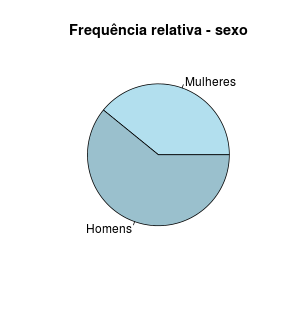 Frequência relativa - sexo
Mulheres
Homens